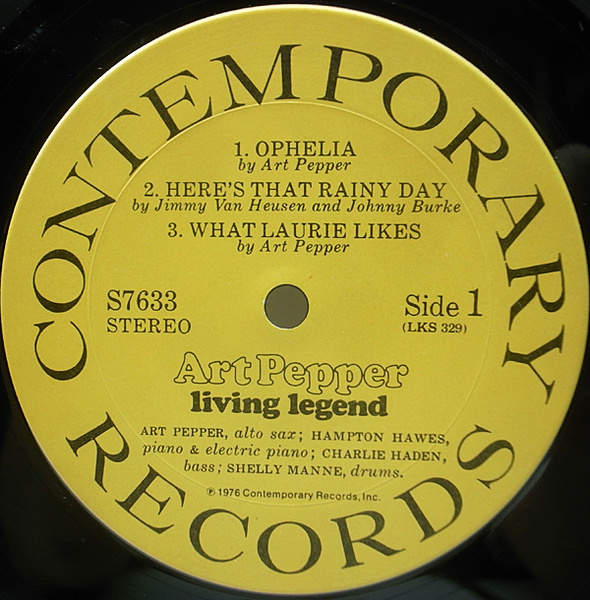 CONTEMPORARY
1. OPHELIA
by Art Pepper
2. HERE'S THAT RAINY DAY
by Jimmy Van Heusen and Johnny Burke
3. WHAT LAURIE LIKES
by Art Pepper
S7633
STEREO
Side 1
(LKS 329)
Art Pepper
living legend
ART PEPPER, alto sax; HAMPTON HAWES,
piano & electric piano; CHARLIE HADEN,
bass; SHELLY MANNE, drums.
℗ 1976 Contemporary Records, Inc.
RECORDS